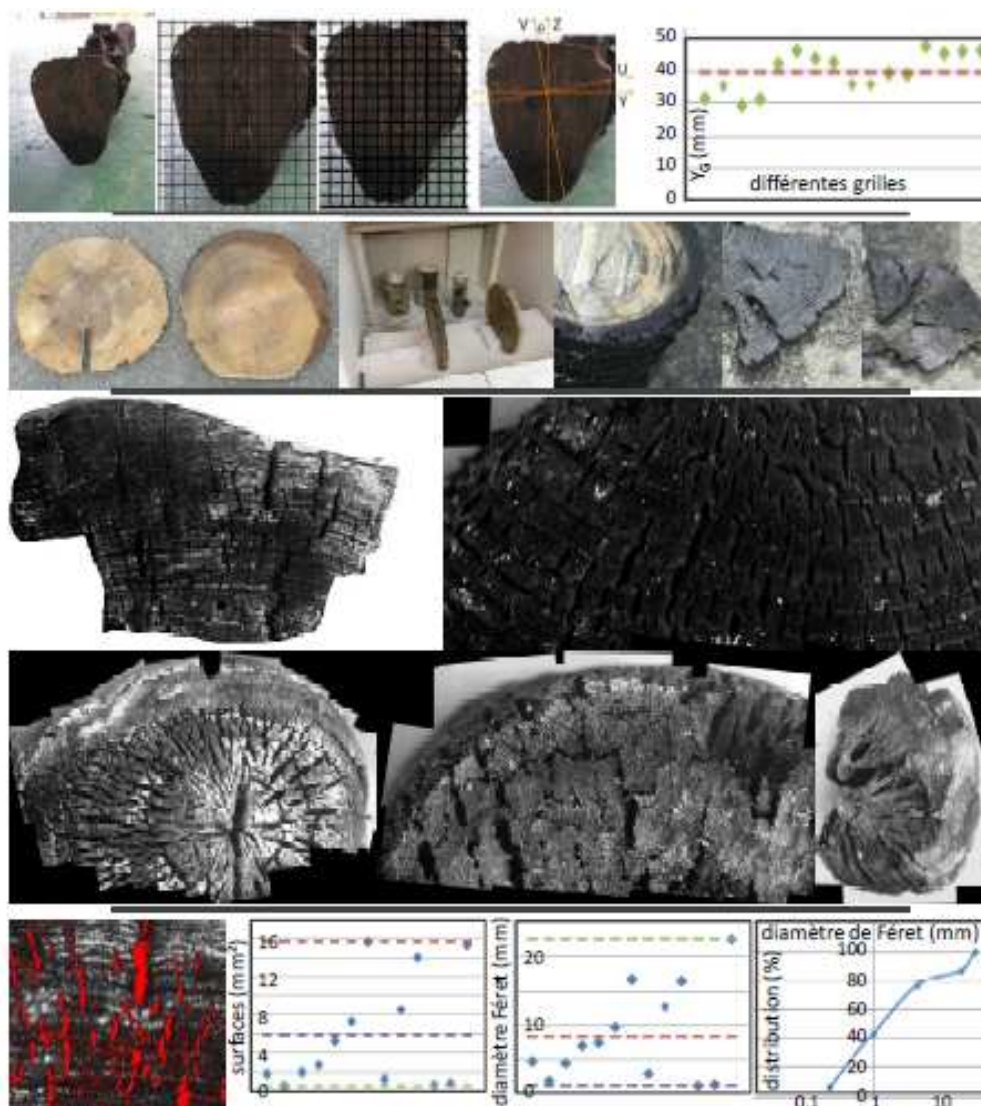 V G Z
U
Y
50
40
30
20
10
0
Y_G (mm)
différentes grilles
surfaces (mm²)
16
12
8
4
0
diamètre Féret (mm)
20
10
0
diamètre de Féret (mm)
distribution (%)
100
80
60
40
20
0
0.1 1 10